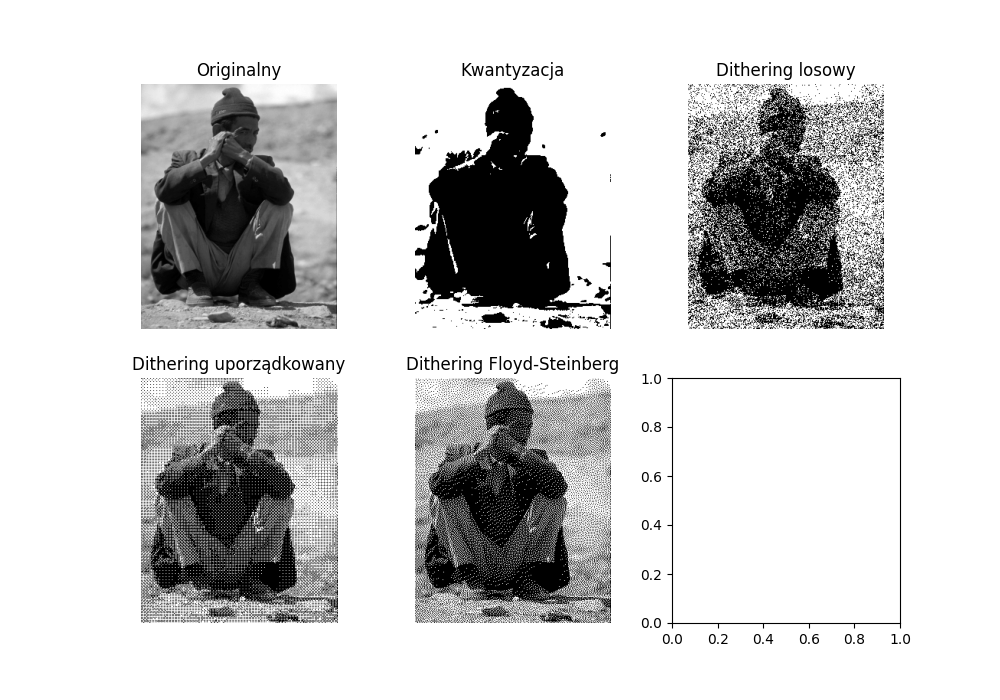 Originalny
Kwantyzacja
Dithering losowy
Dithering uporządkowany
Dithering Floyd-Steinberg
1.0
0.8
0.6
0.4
0.2
0.0
0.0 0.2 0.4 0.6 0.8 1.0